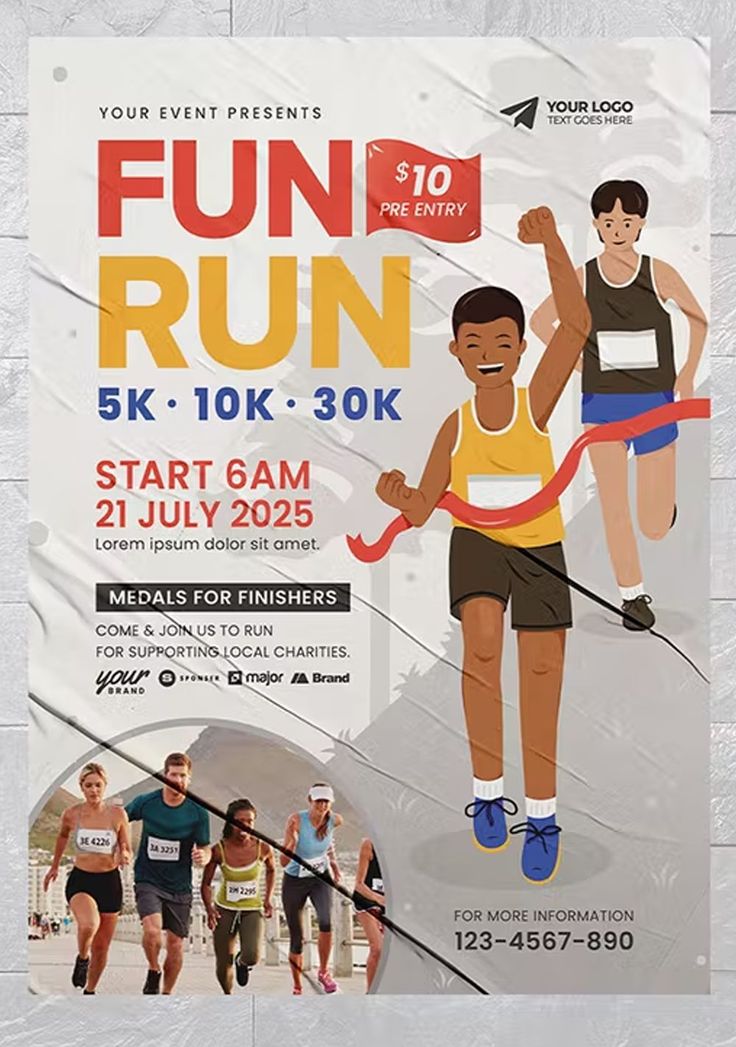 YOUR EVENT PRESENTS
YOUR LOGO
TEXT GOES HERE
FUN
$10
PRE ENTRY
RUN
5K • 10K • 30K
START 6AM
21 JULY 2025
Lorem ipsum dolor sit amet.
MEDALS FOR FINISHERS
COME & JOIN US TO RUN
FOR SUPPORTING LOCAL CHARITIES.
your
BRAND
S SPONSER
major
Brand
3E 4226
3A 3251
2M 2295
FOR MORE INFORMATION
123-4567-890